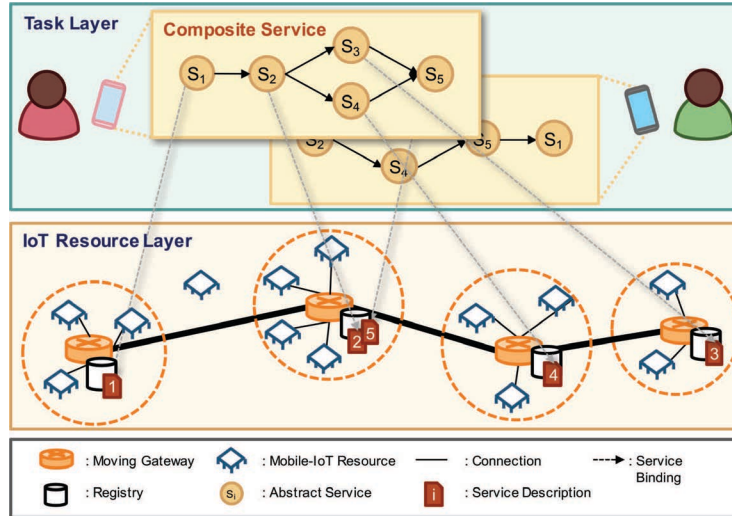 Task Layer
Composite Service
S1 S2 S3 S4 S5
S2 S4 S5 S1
IoT Resource Layer
1 2 5 4 3
: Moving Gateway : Mobile-IoT Resource : Connection : Service Binding
: Registry Si : Abstract Service i : Service Description